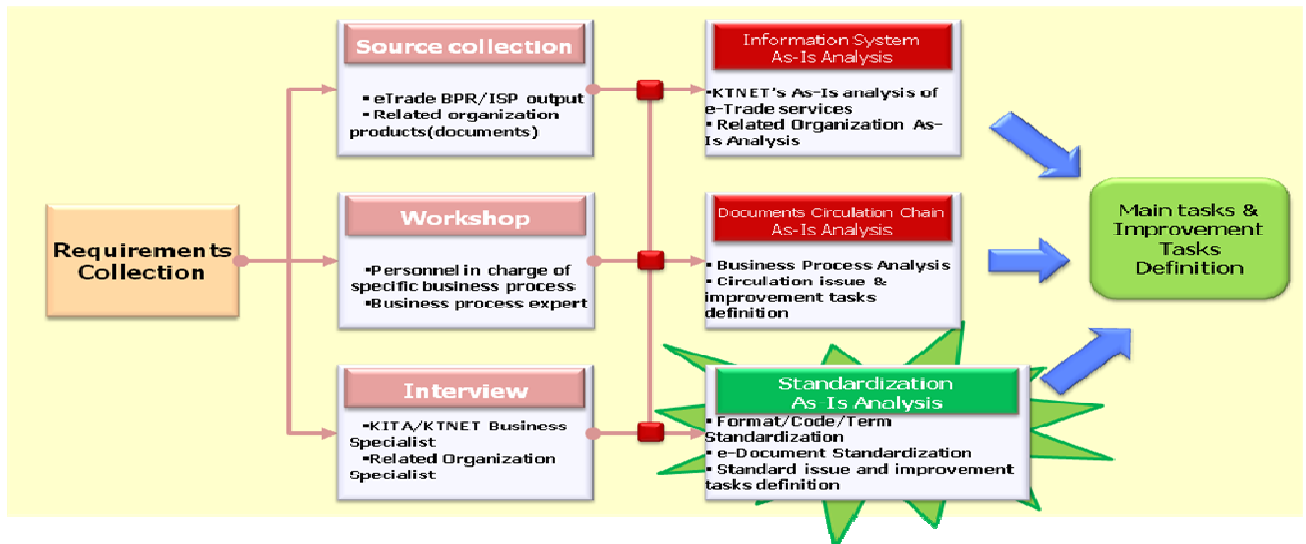 Requirements
Collection
Source collection
▪ eTrade BPR/ISP output
▪ Related organization
products(documents)
Workshop
▪Personnel in charge of
specific business process
▪Business process expert
Interview
▪KITA/KTNET Business
Specialist
▪Related Organization
Specialist
Information System
As-Is Analysis
▪KTNET's As-Is analysis of
e-Trade services
▪ Related Organization As-
Is Analysis
Documents Circulation Chain
As-Is Analysis
▪ Business Process Analysis
▪ Circulation issue &
improvement tasks
definition
Standardization
As-Is Analysis
▪ Format/Code/Term
Standardization
▪ e-Document Standardization
▪ Standard issue and improvement
tasks definition
Main tasks &
Improvement
Tasks
Definition